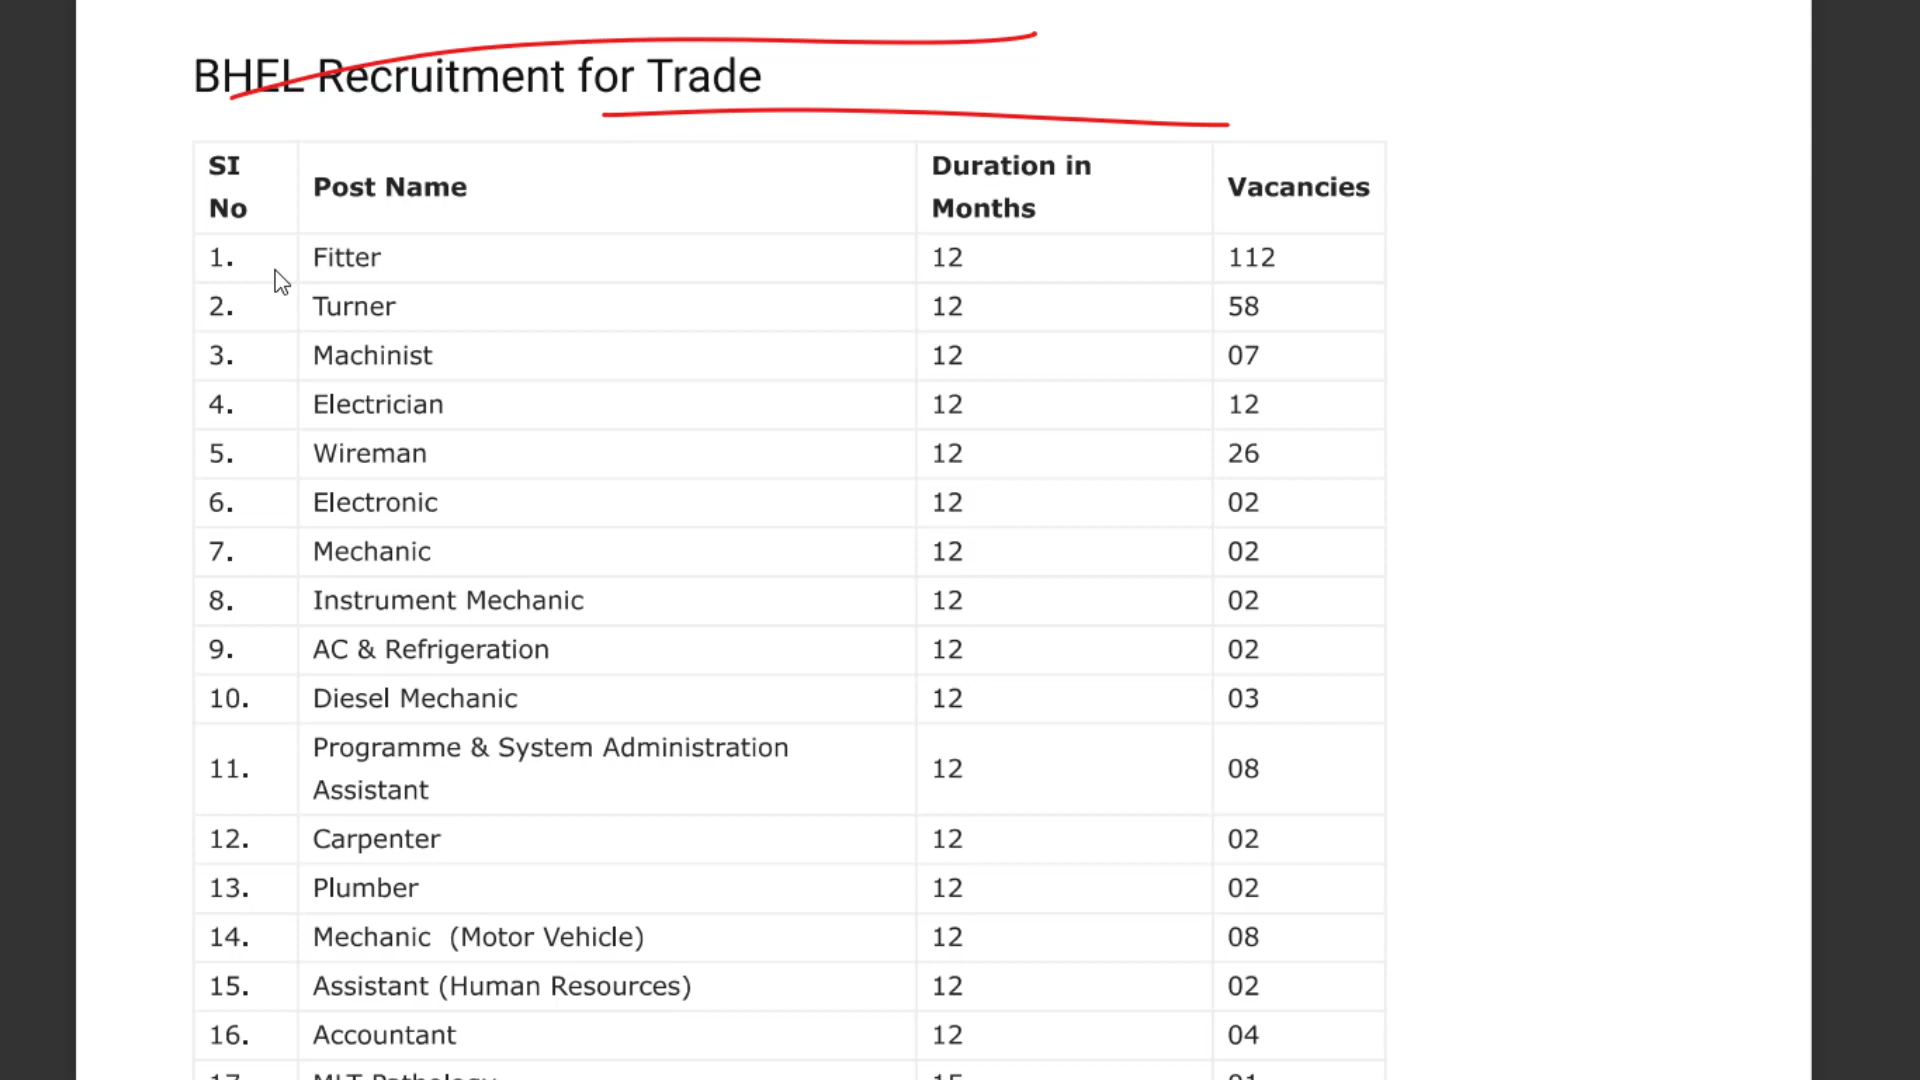 BHEL Recruitment for Trade
SI No Post Name Duration in Months Vacancies
1. Fitter 12 112
2. Turner 12 58
3. Machinist 12 07
4. Electrician 12 12
5. Wireman 12 26
6. Electronic 12 02
7. Mechanic 12 02
8. Instrument Mechanic 12 02
9. AC & Refrigeration 12 02
10. Diesel Mechanic 12 03
11. Programme & System Administration Assistant 12 08
12. Carpenter 12 02
13. Plumber 12 02
14. Mechanic (Motor Vehicle) 12 08
15. Assistant (Human Resources) 12 02
16. Accountant 12 04